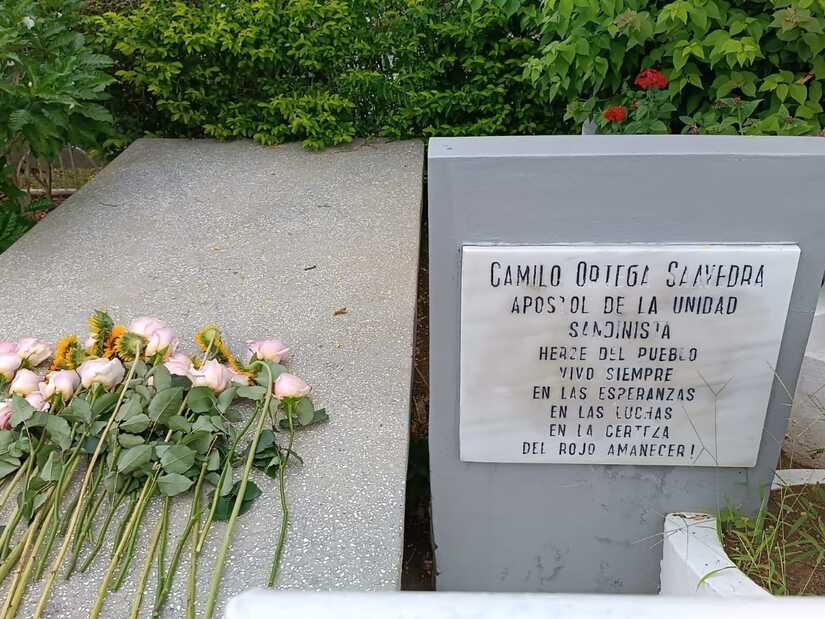 CAMILO ORTEGA SAAVEDRA
APOSTOL DE LA UNIDAD
SANDINISTA
HEROE DEL PUEBLO
VIVO SIEMPRE
EN LAS ESPERANZAS
EN LAS LUCHAS
EN LA CERTEZA
DEL ROJO AMANECER!